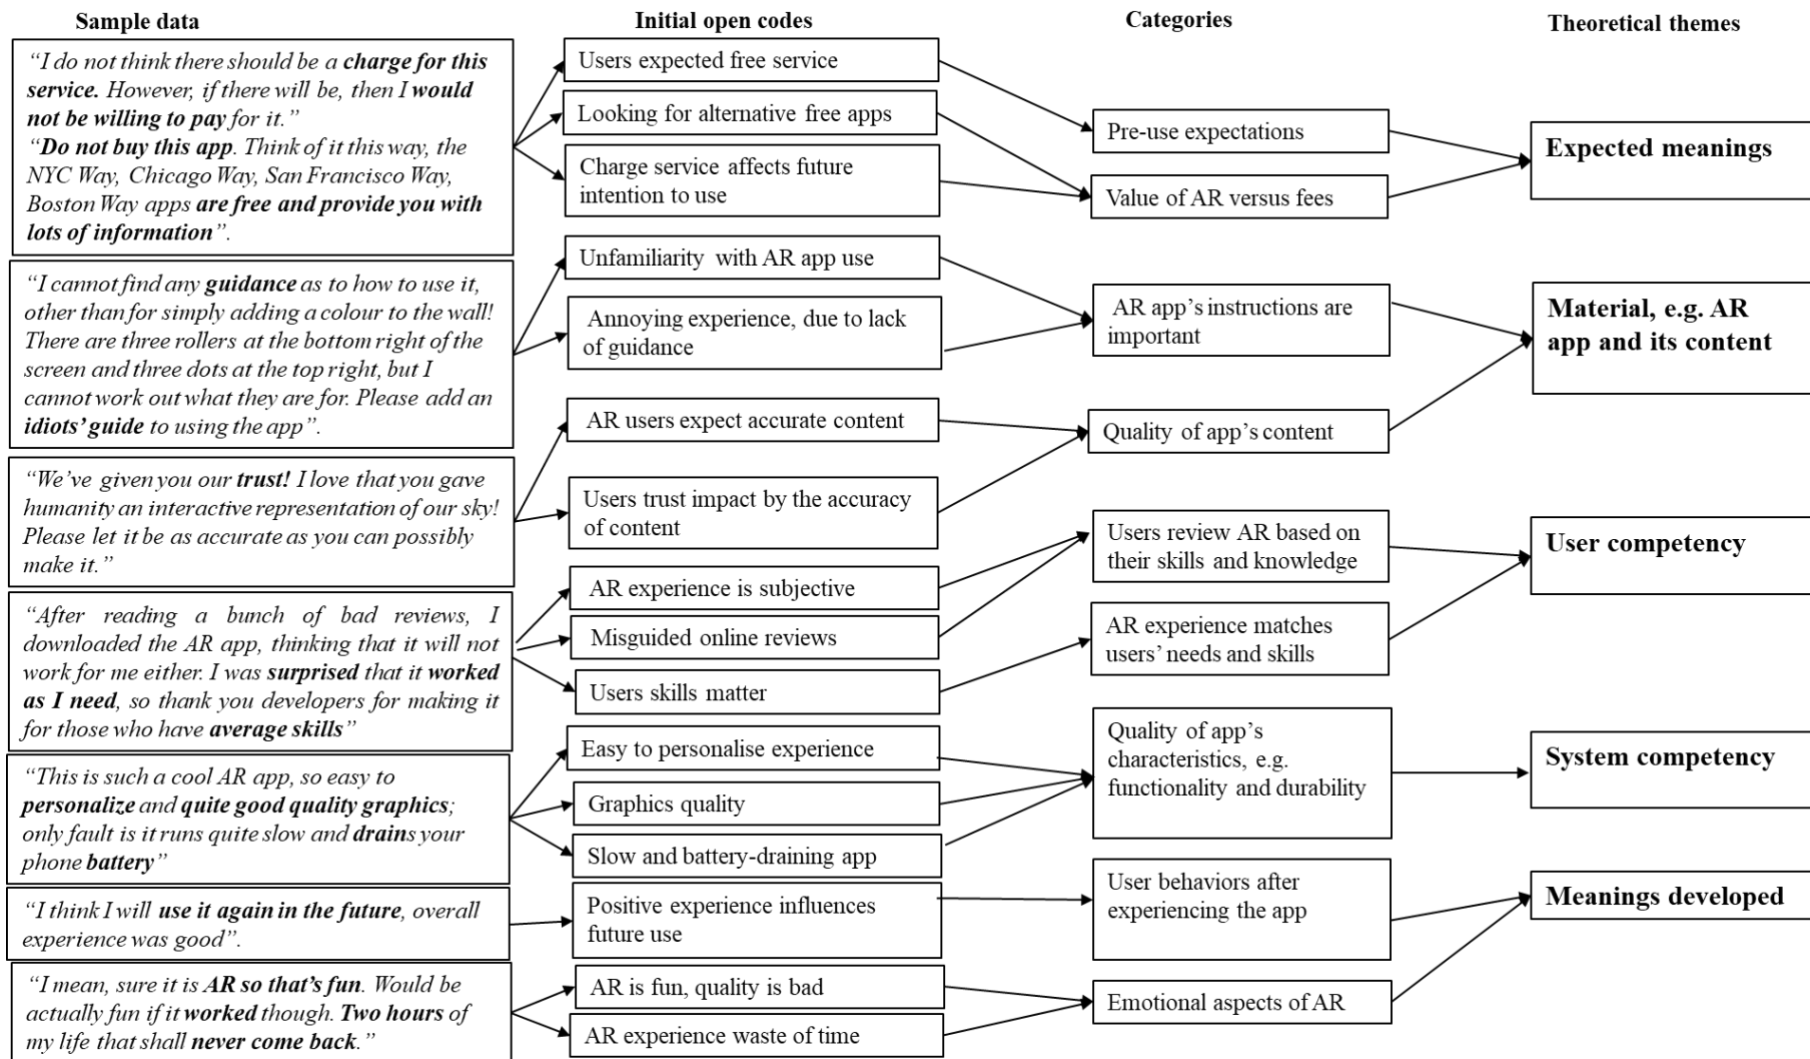 Sample data
Initial open codes
Categories
Theoretical themes
“I do not think there should be a charge for this
service. However, if there will be, then I would
not be willing to pay for it.”
“Do not buy this app. Think of it this way, the
NYC Way, Chicago Way, San Francisco Way,
Boston Way apps are free and provide you with
lots of information”.
“I cannot find any guidance as to how to use it,
other than for simply adding a colour to the wall!
There are three rollers at the bottom right of the
screen and three dots at the top right, but I
cannot work out what they are for. Please add an
idiots’ guide to using the app”.
“We’ve given you our trust! I love that you gave
humanity an interactive representation of our sky!
Please let it be as accurate as you can possibly
make it.”
“After reading a bunch of bad reviews, I
downloaded the AR app, thinking that it will not
work for me either. I was surprised that it worked
as I need, so thank you developers for making it
for those who have average skills”
“This is such a cool AR app, so easy to
personalize and quite good quality graphics;
only fault is it runs quite slow and drains your
phone battery”
“I think I will use it again in the future, overall
experience was good”.
“I mean, sure it is AR so that’s fun. Would be
actually fun if it worked though. Two hours of
my life that shall never come back.”
Users expected free service
Looking for alternative free apps
Charge service affects future
intention to use
Unfamiliarity with AR app use
Annoying experience, due to lack
of guidance
AR users expect accurate content
Users trust impact by the accuracy
of content
AR experience is subjective
Misguided online reviews
Users skills matter
Easy to personalise experience
Graphics quality
Slow and battery-draining app
Positive experience influences
future use
AR is fun, quality is bad
AR experience waste of time
Pre-use expectations
Value of AR versus fees
AR app’s instructions are
important
Quality of app’s content
Users review AR based on
their skills and knowledge
AR experience matches
users’ needs and skills
Quality of app’s
characteristics, e.g.
functionality and durability
User behaviors after
experiencing the app
Emotional aspects of AR
Expected meanings
Material, e.g. AR
app and its content
User competency
System competency
Meanings developed